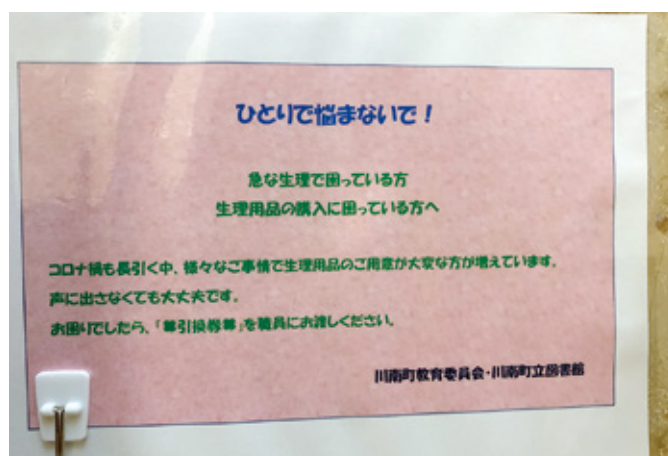 ひとりで悩まないで!
急な生理で困っている方
生理用品の購入に困っている方へ
コロナ禍も長引く中、様々なご事情で生理用品のご用意が大変な方が増えています。
声に出さなくても大丈夫です。
お困りでしたら、「引換券」を職員にお渡しください。
川南町教育委員会・川南町立図書館